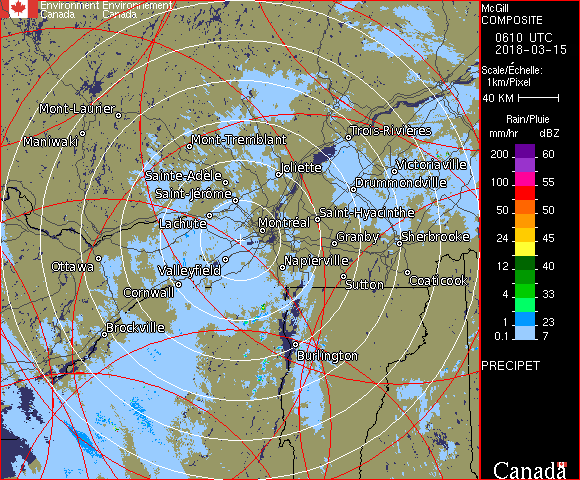 Environment Environnement
Canada Canada
McGill
COMPOSITE
0610 UTC
2018-03-15
Scale/Échelle:
1km/Pixel
40 KM
Rain/Pluie
mm/hr dBZ
200 60
100 55
50 50
24 45
12 40
4 33
1 23
0.1 7
PRECIPET
Canada
Mont-Laurier
Maniwaki
Mont-Tremblant
Trois-Rivières
Joliette
Victoriaville
Sainte-Adèle
Drummondville
Saint-Jérôme
Saint-Hyacinthe
Lachute
Montréal
Granby
Sherbrooke
Ottawa
Valleyfield
Napierville
Cornwall
Sutton
Coaticook
Brockville
Burlington